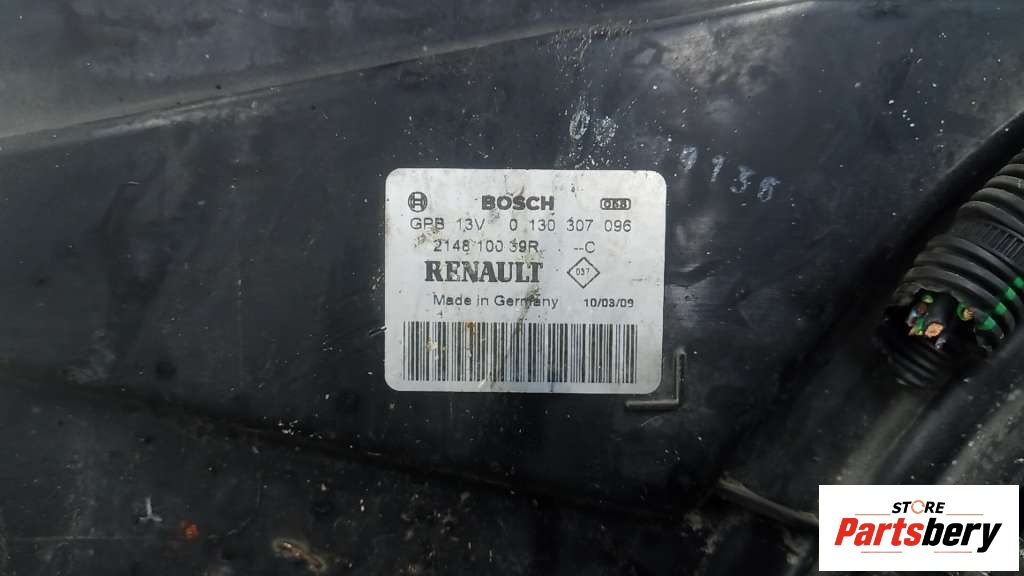 BOSCH 088
GPB 13V 0 130 307 096
2148 100 39R --C
RENAULT 037
Made in Germany 10/03/09
STORE
Partsbery